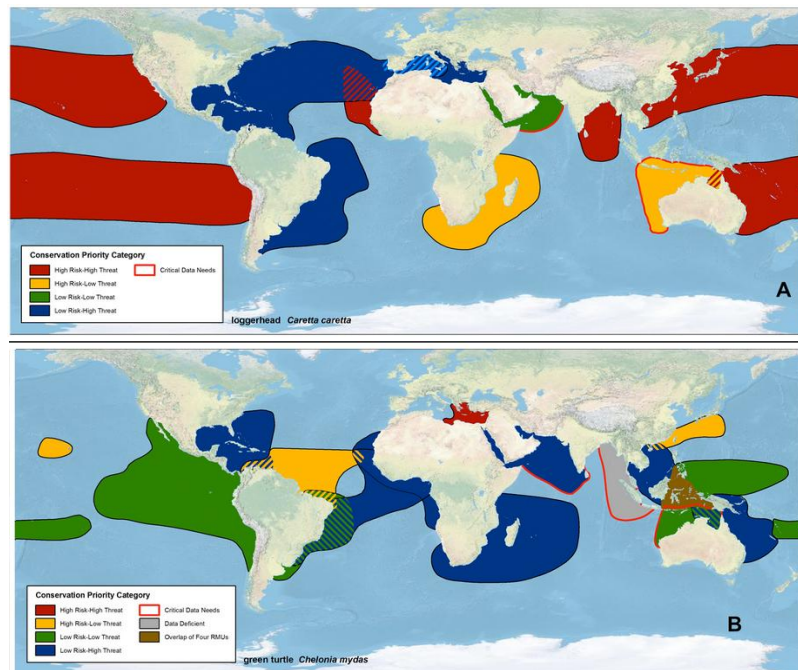 Conservation Priority Category
High Risk-High Threat
Critical Data Needs
High Risk-Low Threat
Low Risk-Low Threat
Low Risk-High Threat
loggerhead Caretta caretta
A
Conservation Priority Category
High Risk-High Threat
Critical Data Needs
High Risk-Low Threat
Data Deficient
Low Risk-Low Threat
Overlap of Four RMUs
Low Risk-High Threat
green turtle Chelonia mydas
B